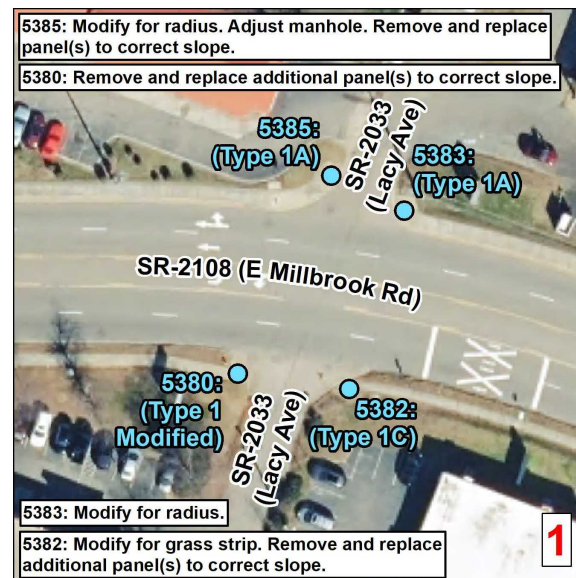 5385: Modify for radius. Adjust manhole. Remove and replace
panel(s) to correct slope.
5380: Remove and replace additional panel(s) to correct slope.
5385:
(Type 1A)
SR-2033
(Lacy Ave)
5383:
(Type 1A)
SR-2108 (E Millbrook Rd)
5380:
(Type 1
Modified)
SR-2033
(Lacy Ave)
5382:
(Type 1C)
5383: Modify for radius.
5382: Modify for grass strip. Remove and replace
additional panel(s) to correct slope.
1